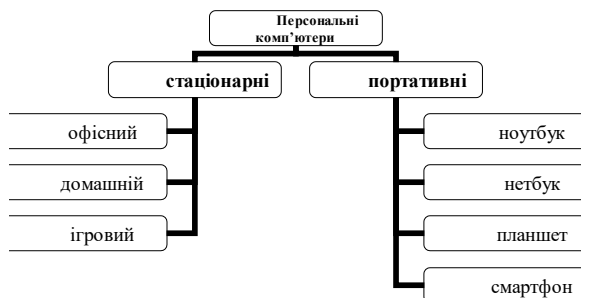 Персональні
комп’ютери
стаціонарні
портативні
офісний
ноутбук
домашній
нетбук
ігровий
планшет
смартфон